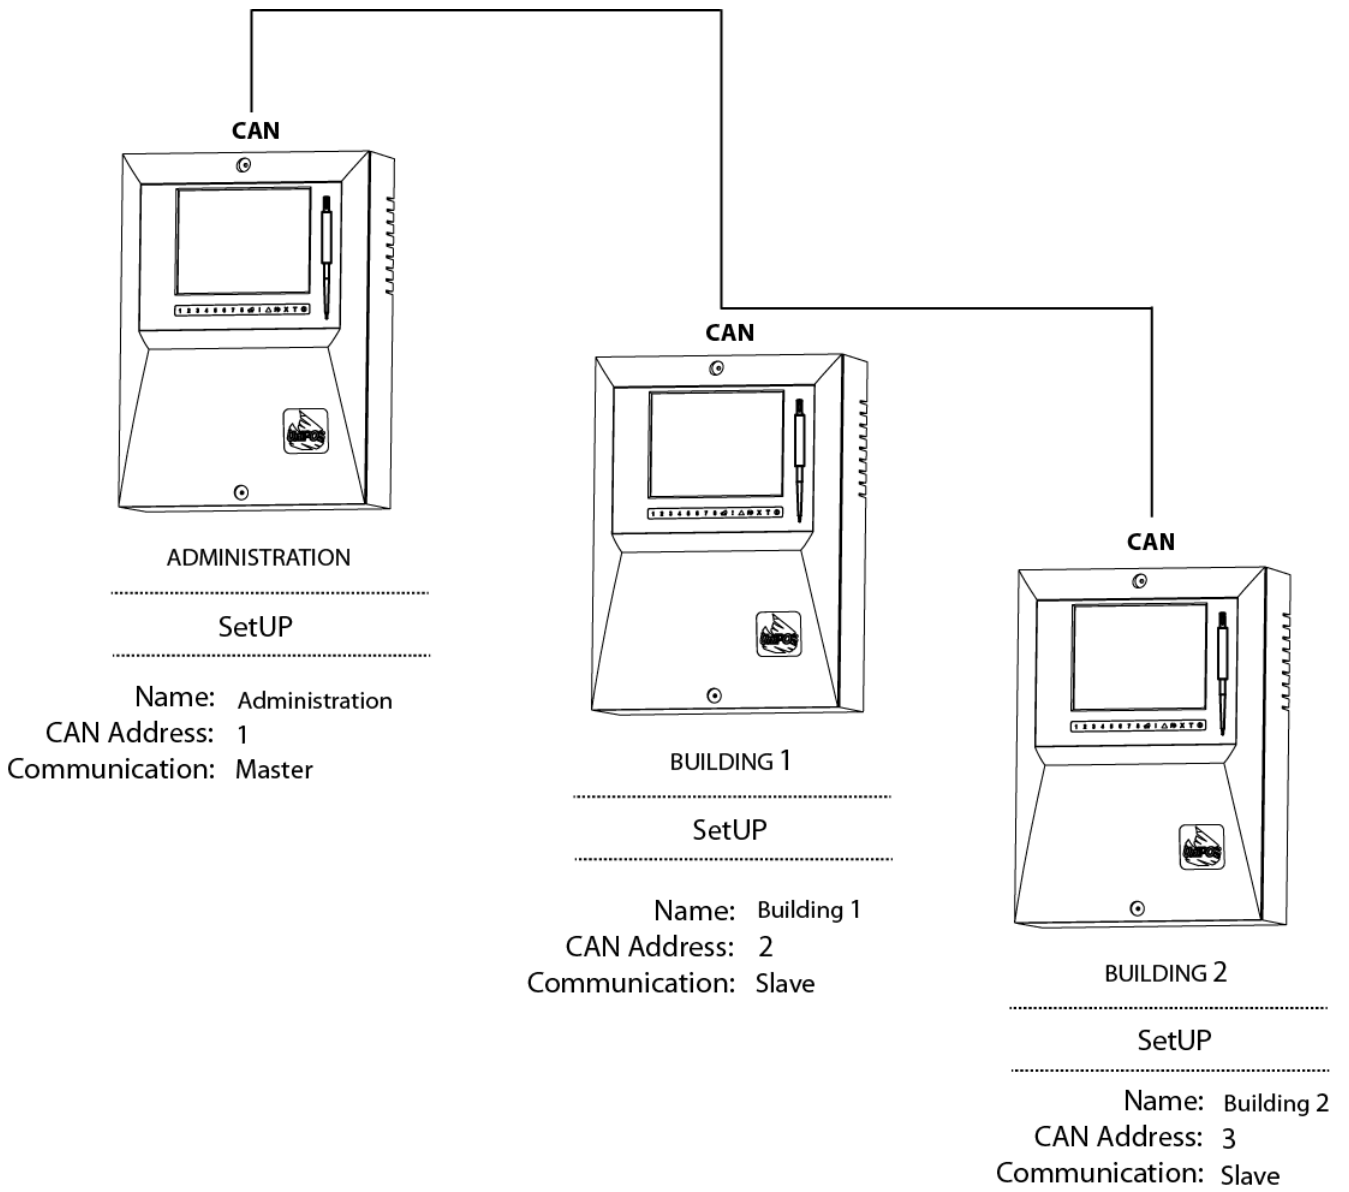 CAN
ADMINISTRATION
SetUP
Name: Administration
CAN Address: 1
Communication: Master
CAN
BUILDING 1
SetUP
Name: Building 1
CAN Address: 2
Communication: Slave
CAN
BUILDING 2
SetUP
Name: Building 2
CAN Address: 3
Communication: Slave